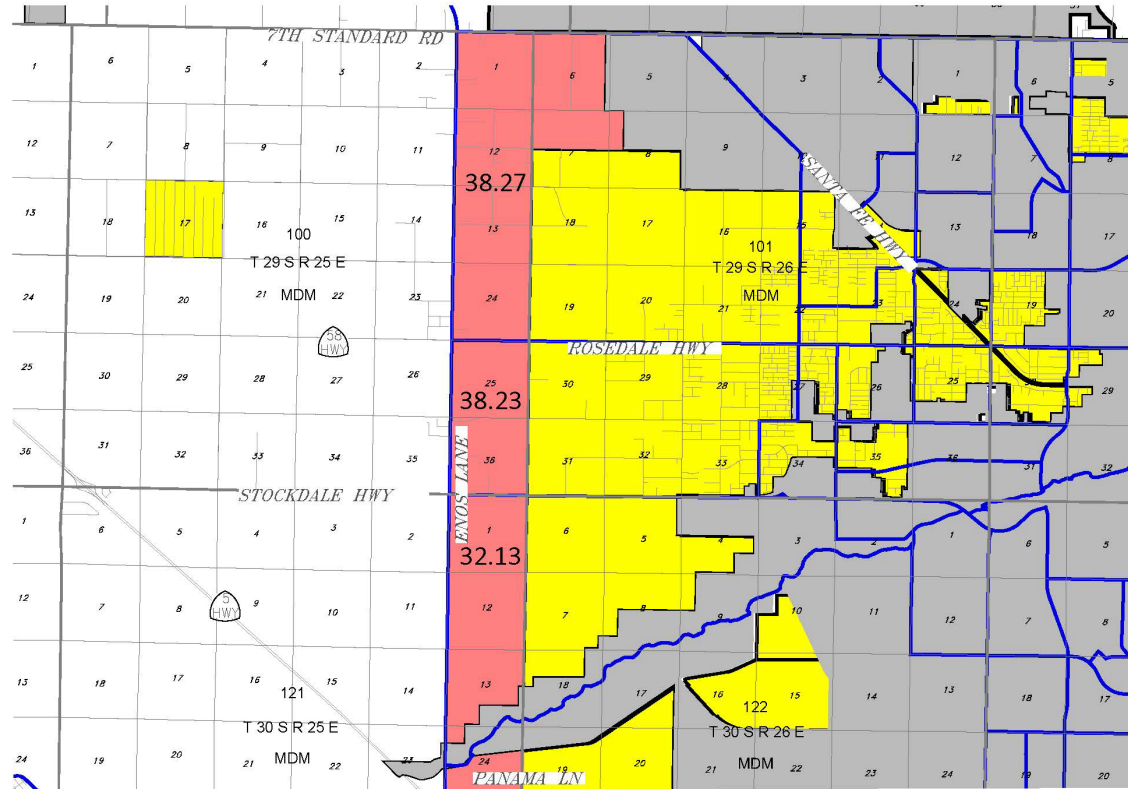 7TH STANDARD RD
1 6 5 4 3 2 1 6 5 4 3 2 1 6 5
12 7 8 9 10 11 12 7 8 9 11 12 7 8
38.27
13 18 17 16 15 14 13 18 17 16 15 13 18 17
SANTA FE HWY
100
T 29 S R 25 E
MDM
101
T 29 S R 26 E
MDM
24 19 20 21 22 23 24 19 20 21 22 23 24 19 20
58
HWY
ROSEDALE HWY
25 30 29 28 27 26 25 30 29 28 27 26 25 29
38.23
36 31 32 33 34 35 36 31 32 33 34 35 36 31 32
ENOS LANE
STOCKDALE HWY
1 6 5 4 3 2 1 6 5 4 3 2 1 6 5
32.13
5
HWY
12 7 8 9 10 11 12 7 8 9 10 11 12 7 8
13 18 17 16 15 14 13 18 17 16 15 14 13 18 17
121
T 30 S R 25 E
MDM
122
T 30 S R 26 E
MDM
24 19 20 21 22 23 24 19 20 21 22 23 24 19 20
PANAMA LN